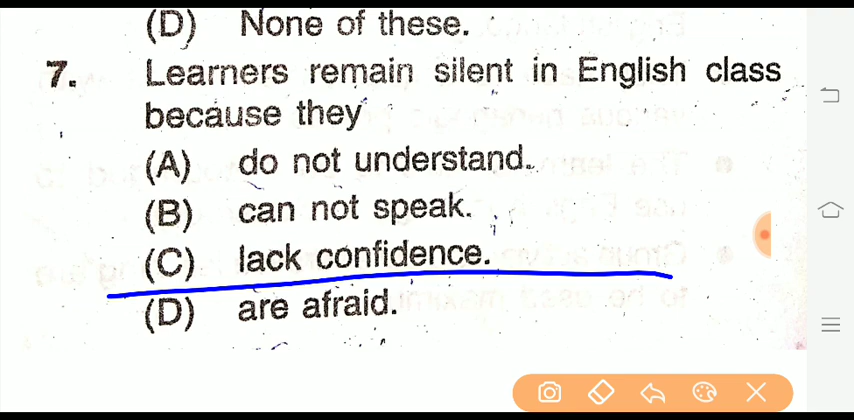 (D) None of these.
7. Learners remain silent in English class
because they
(A) do not understand.
(B) can not speak.
(C) lack confidence.
(D) are afraid.